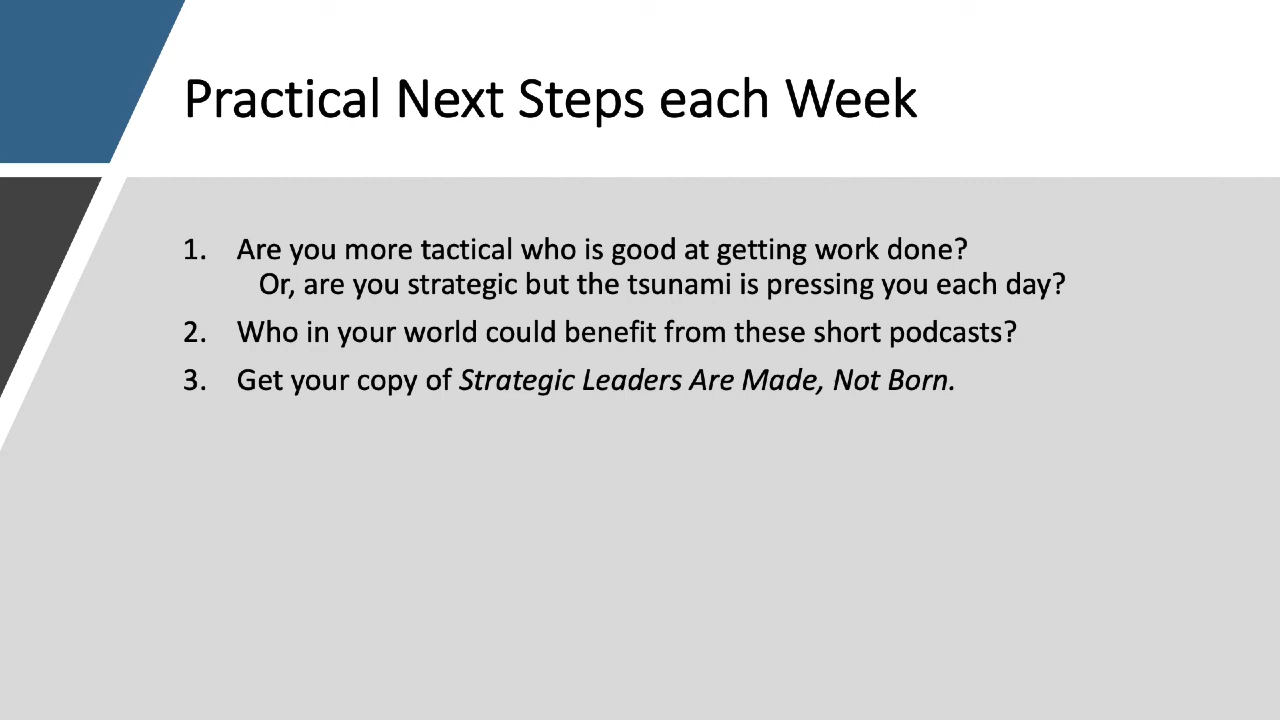 Practical Next Steps each Week
1. Are you more tactical who is good at getting work done?
Or, are you strategic but the tsunami is pressing you each day?
2. Who in your world could benefit from these short podcasts?
3. Get your copy of Strategic Leaders Are Made, Not Born.